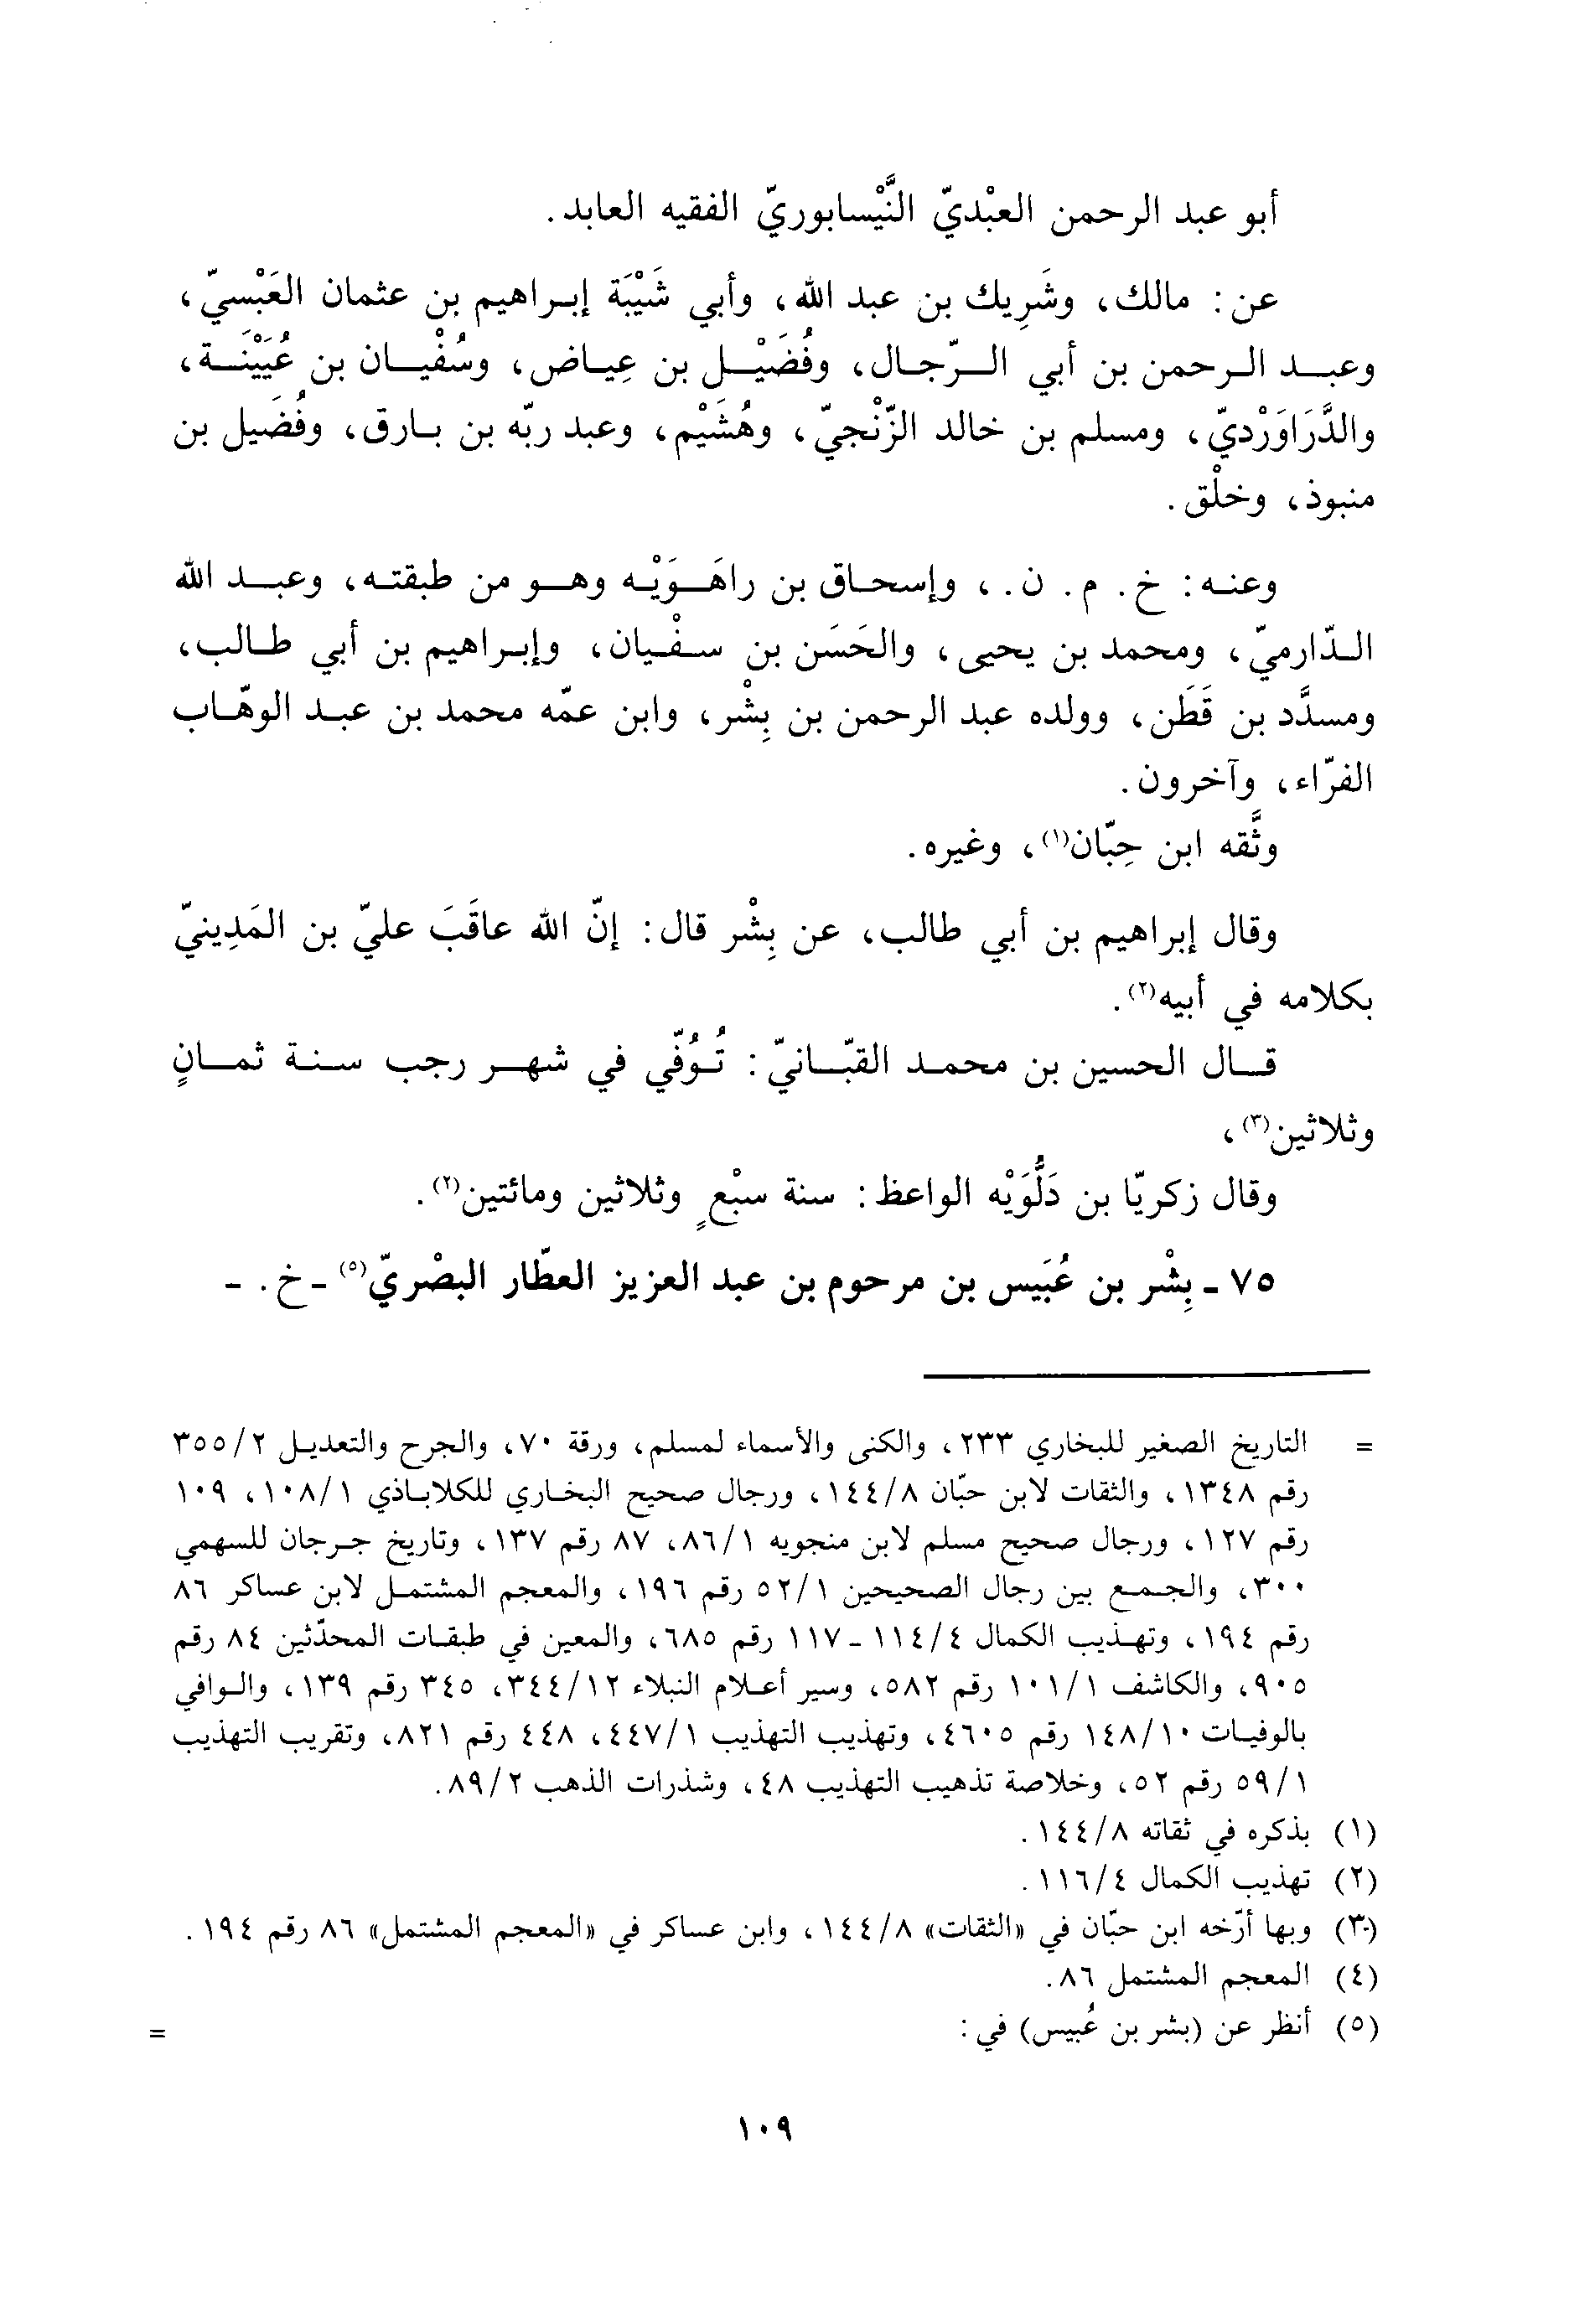 أبو عبد الرحمن العبْديّ النَّيْسابوريّ الفقيه العابد.
عن: مالك، وشَرِيك بن عبد الله، وأبي شَيْبَة إبراهيم بن عثمان العَبْسيّ،
وعبد الرحمن بن أبي الرّجال، وفُضَيْل بن عِياض، وسُفْيان بن عُيَيْنَة،
والدَّرَاوَرْديّ، ومسلم بن خالد الزّنْجيّ، وهُشَيْم، وعبد ربّه بن بارق، وفُضَيل بن
منبوذ، وخلْق.
وعنه: خ. م. ن.، وإسحاق بن راهَوَيْه وهو من طبقته، وعبد الله
الدّارميّ، ومحمد بن يحيى، والحَسَن بن سفْيان، وإبراهيم بن أبي طالب،
ومسدَّد بن قَطَن، وولده عبد الرحمن بن بِشْر، وابن عمّه محمد بن عبد الوهّاب
الفرّاء، وآخرون.
وثَّقه ابن حِبّان(١)، وغيره.
وقال إبراهيم بن أبي طالب، عن بِشْر قال: إنّ الله عاقَبَ عليّ بن المَدِينيّ
بكلامه في أبيه(٢).
قال الحسين بن محمد القبّانيّ: تُوُفّي في شهر رجب سنة ثمانٍ
وثلاثين(٣)،
وقال زكريّا بن دَلُّوَيْه الواعظ: سنة سبْعٍ وثلاثين ومائتين(٢).
٧٥ - بِشْر بن عُبَيس بن مرحوم بن عبد العزيز العطّار البصْريّ(٥) - خ. -
= التاريخ الصغير للبخاري ٢٣٣، والكنى والأسماء لمسلم، ورقة ٧٠، والجرح والتعديل ٣٥٥/٢
رقم ١٣٤٨، والثقات لابن حبّان ١٤٤/٨، ورجال صحيح البخاري للكلاباذي ١٠٨/١، ١٠٩
رقم ١٢٧، ورجال صحيح مسلم لابن منجويه ٨٦/١، ٨٧ رقم ١٣٧، وتاريخ جرجان للسهمي
٣٠٠، والجمع بين رجال الصحيحين ٥٢/١ رقم ١٩٦، والمعجم المشتمل لابن عساكر ٨٦
رقم ١٩٤، وتهذيب الكمال ١١٤/٤ - ١١٧ رقم ٦٨٥، والمعين في طبقات المحدّثين ٨٤ رقم
٩٠٥، والكاشف ١٠١/١ رقم ٥٨٢، وسير أعلام النبلاء ٣٤٤/١٢، ٣٤٥ رقم ١٣٩، والوافي
بالوفيات ١٤٨/١٠ رقم ٤٦٠٥، وتهذيب التهذيب ٤٤٧/١، ٤٤٨ رقم ٨٢١، وتقريب التهذيب
٥٩/١ رقم ٥٢، وخلاصة تذهيب التهذيب ٤٨، وشذرات الذهب ٨٩/٢.
(١) بذكره في ثقاته ١٤٤/٨.
(٢) تهذيب الكمال ١١٦/٤.
(٣) وبها أرّخه ابن حبّان في «الثقات» ١٤٤/٨، وابن عساكر في «المعجم المشتمل» ٨٦ رقم ١٩٤.
(٤) المعجم المشتمل ٨٦.
(٥) أنظر عن (بشر بن عُبيس) في: =
١٠٩